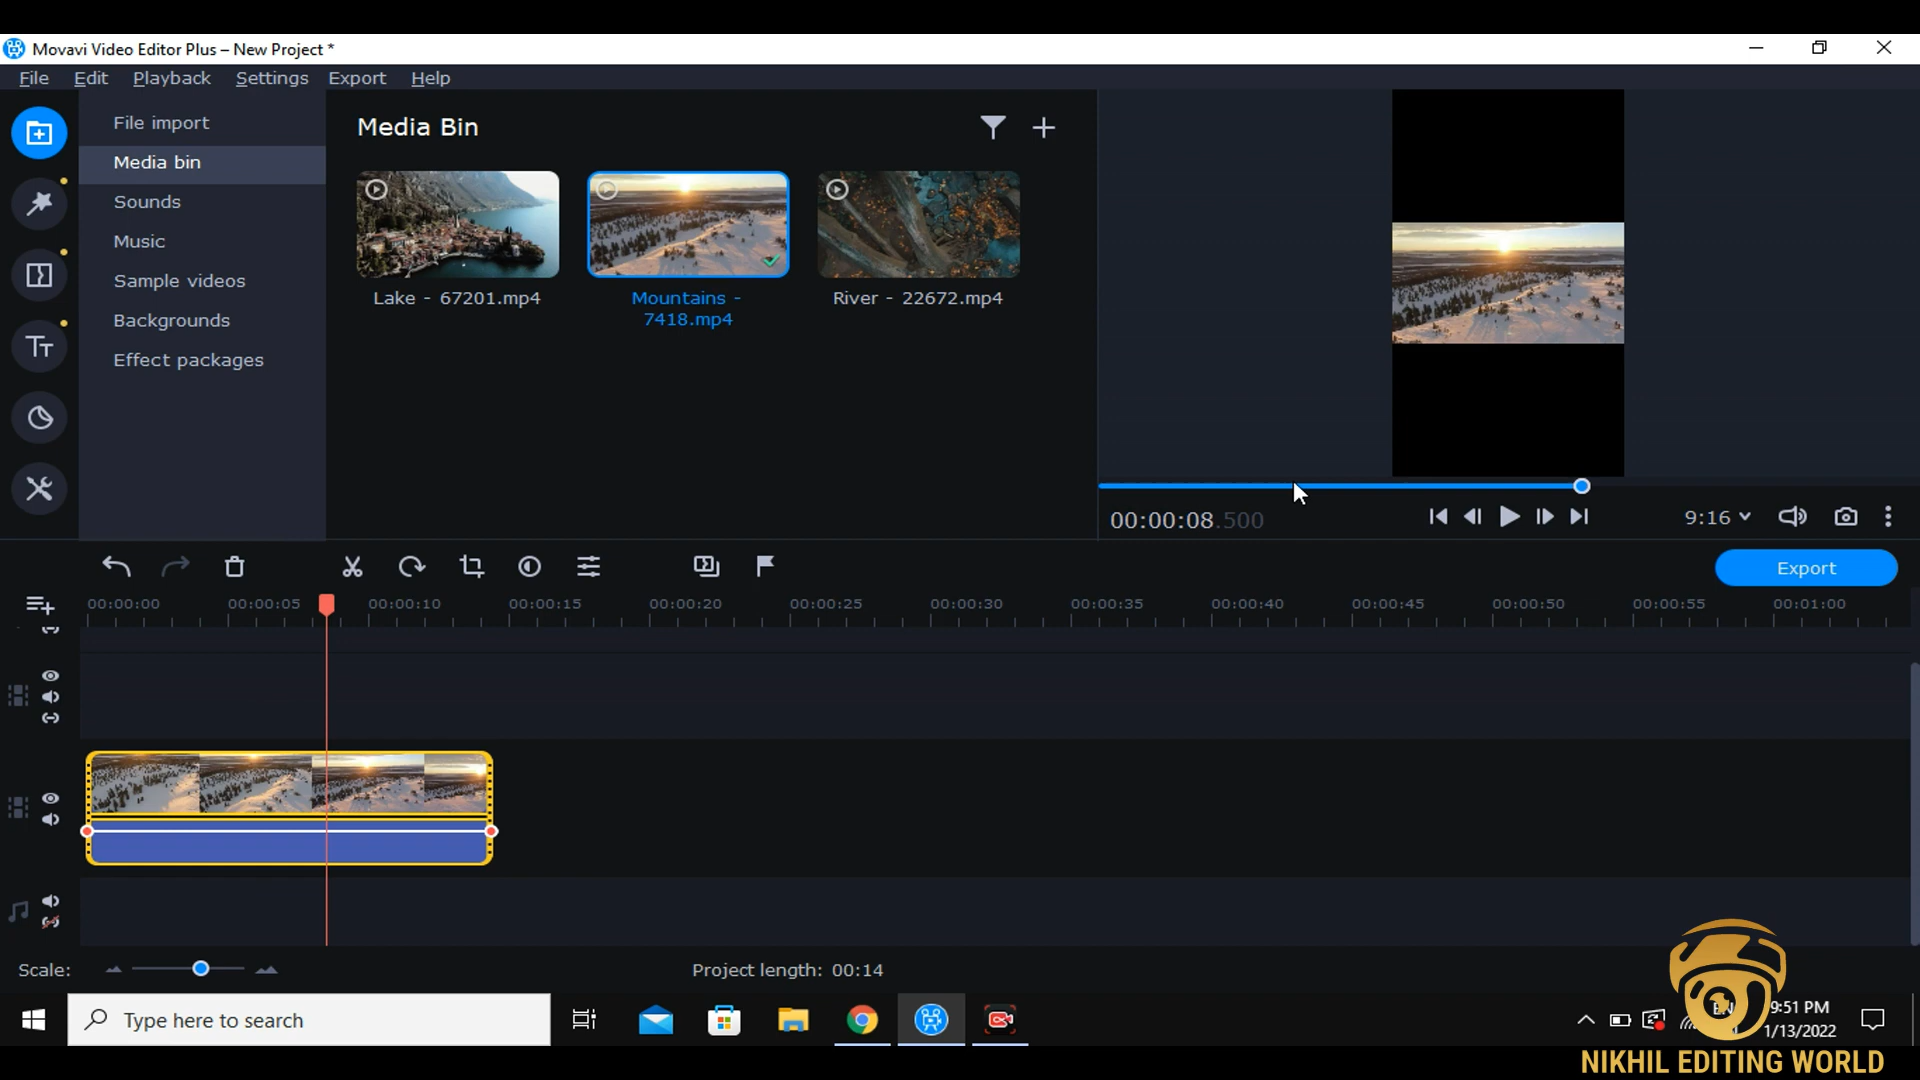 Movavi Video Editor Plus – New Project *
File Edit Playback Settings Export Help
File import
Media bin
Sounds
Music
Sample videos
Backgrounds
Effect packages
Media Bin
Lake - 67201.mp4
Mountains -
7418.mp4
River - 22672.mp4
00:00:08.500
9:16
Export
00:00:00 00:00:05 00:00:10 00:00:15 00:00:20 00:00:25 00:00:30 00:00:35 00:00:40 00:00:45 00:00:50 00:00:55 00:01:00
Scale:
Project length: 00:14
Type here to search
9:51 PM
1/13/2022
NIKHIL EDITING WORLD